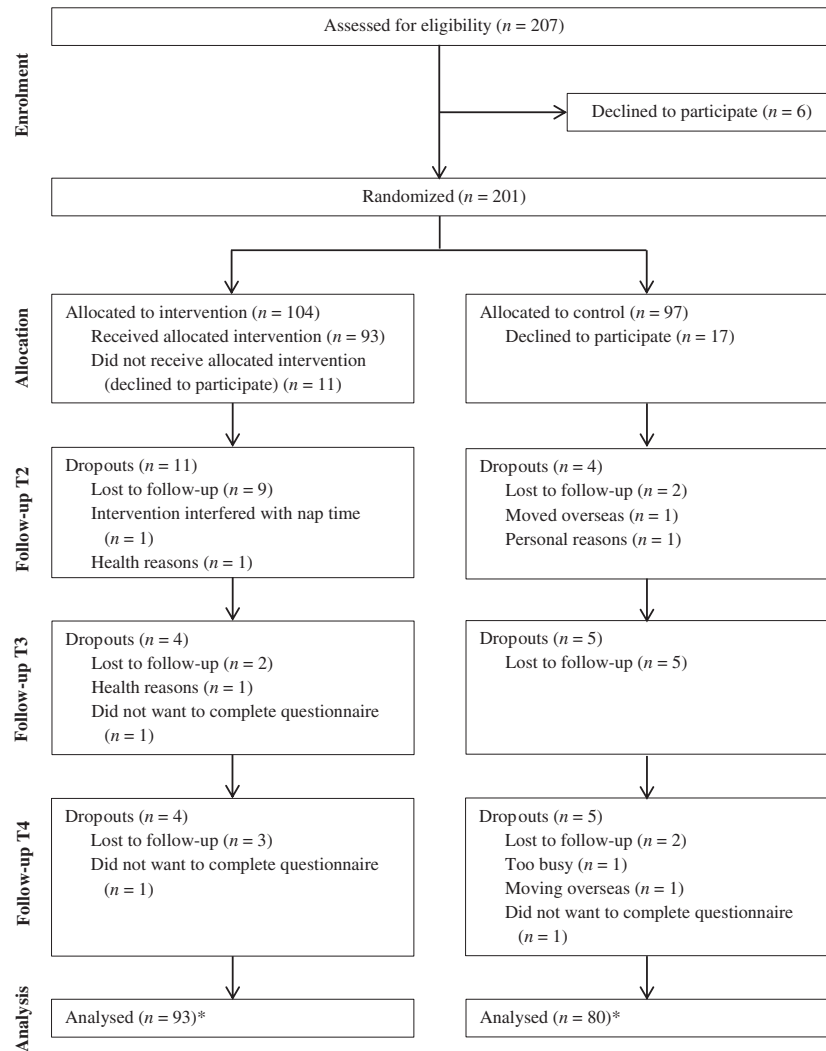 Enrolment
Assessed for eligibility (n = 207)
Declined to participate (n = 6)
Randomized (n = 201)
Allocation
Allocated to intervention (n = 104)
Received allocated intervention (n = 93)
Did not receive allocated intervention
(declined to participate) (n = 11)
Allocated to control (n = 97)
Declined to participate (n = 17)
Follow-up T2
Dropouts (n = 11)
Lost to follow-up (n = 9)
Intervention interfered with nap time
(n = 1)
Health reasons (n = 1)
Dropouts (n = 4)
Lost to follow-up (n = 2)
Moved overseas (n = 1)
Personal reasons (n = 1)
Follow-up T3
Dropouts (n = 4)
Lost to follow-up (n = 2)
Health reasons (n = 1)
Did not want to complete questionnaire
(n = 1)
Dropouts (n = 5)
Lost to follow-up (n = 5)
Follow-up T4
Dropouts (n = 4)
Lost to follow-up (n = 3)
Did not want to complete questionnaire
(n = 1)
Dropouts (n = 5)
Lost to follow-up (n = 2)
Too busy (n = 1)
Moving overseas (n = 1)
Did not want to complete questionnaire
(n = 1)
Analysis
Analysed (n = 93)*
Analysed (n = 80)*